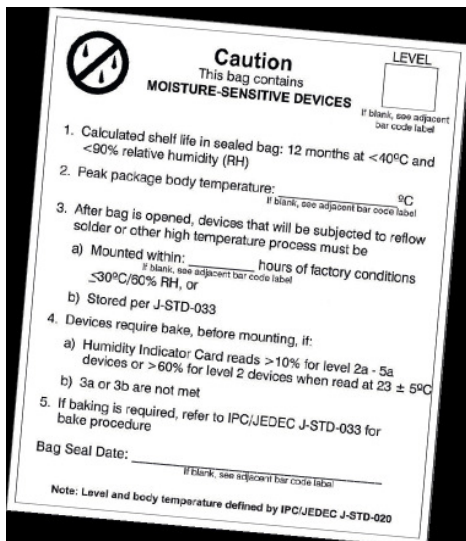 Caution
LEVEL
This bag contains
MOISTURE-SENSITIVE DEVICES
If blank, see adjacent
bar code label
1. Calculated shelf life in sealed bag: 12 months at <40ºC and
<90% relative humidity (RH)
2. Peak package body temperature: ____________ ºC
If blank, see adjacent bar code label
3. After bag is opened, devices that will be subjected to reflow
solder or other high temperature process must be
a) Mounted within: ________ hours of factory conditions
If blank, see adjacent bar code label
≤30ºC/60% RH, or
b) Stored per J-STD-033
4. Devices require bake, before mounting, if:
a) Humidity Indicator Card reads >10% for level 2a - 5a
devices or >60% for level 2 devices when read at 23 ± 5ºC
b) 3a or 3b are not met
5. If baking is required, refer to IPC/JEDEC J-STD-033 for
bake procedure
Bag Seal Date: ____________________
If blank, see adjacent bar code label
Note: Level and body temperature defined by IPC/JEDEC J-STD-020